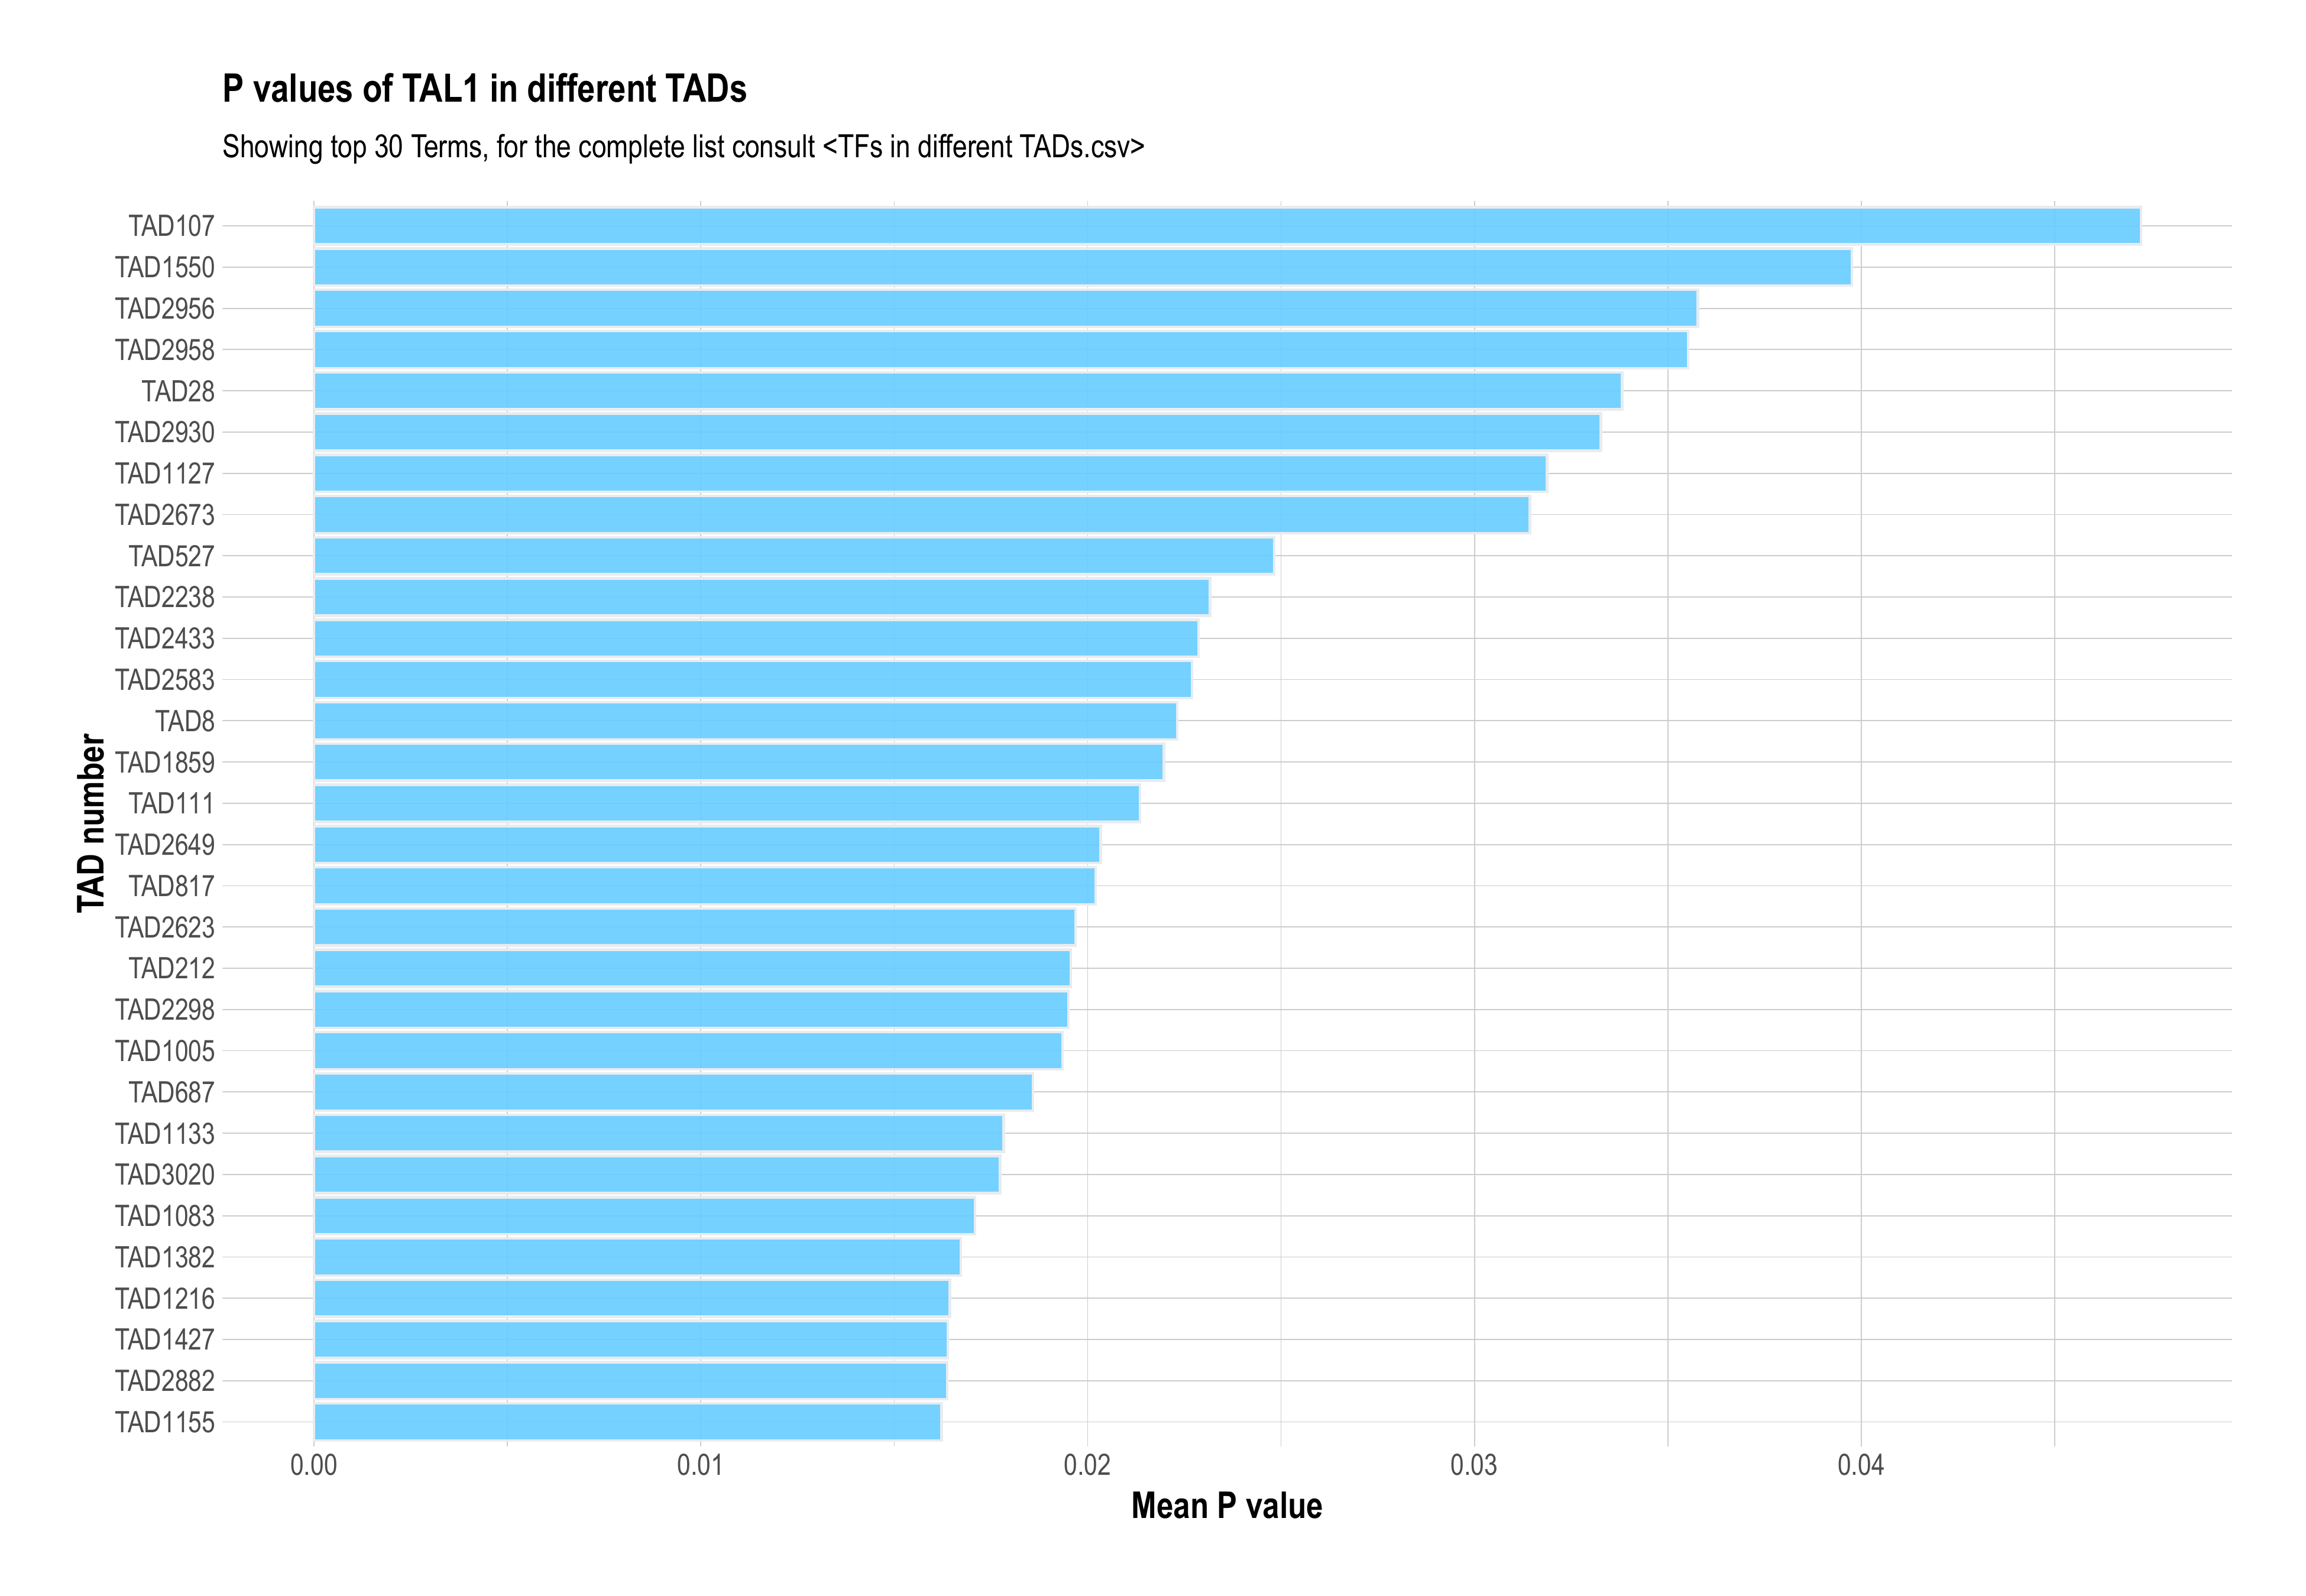 P values of TAL1 in different TADs
Showing top 30 Terms, for the complete list consult <TFs in different TADs.csv>
TAD number
TAD107
TAD1550
TAD2956
TAD2958
TAD28
TAD2930
TAD1127
TAD2673
TAD527
TAD2238
TAD2433
TAD2583
TAD8
TAD1859
TAD111
TAD2649
TAD817
TAD2623
TAD212
TAD2298
TAD1005
TAD687
TAD1133
TAD3020
TAD1083
TAD1382
TAD1216
TAD1427
TAD2882
TAD1155
0.00 0.01 0.02 0.03 0.04
Mean P value